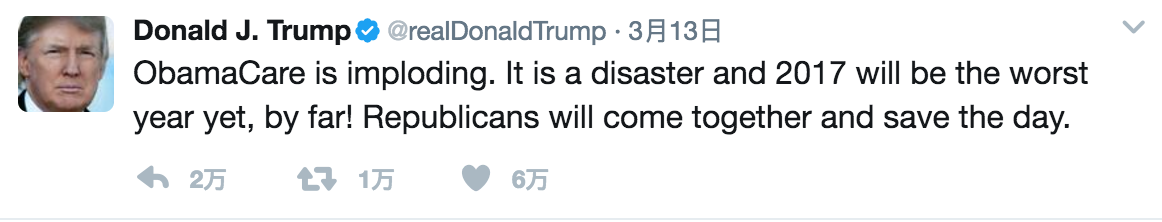 Donald J. Trump @realDonaldTrump · 3月13日
ObamaCare is imploding. It is a disaster and 2017 will be the worst
year yet, by far! Republicans will come together and save the day.
2万 1万 6万